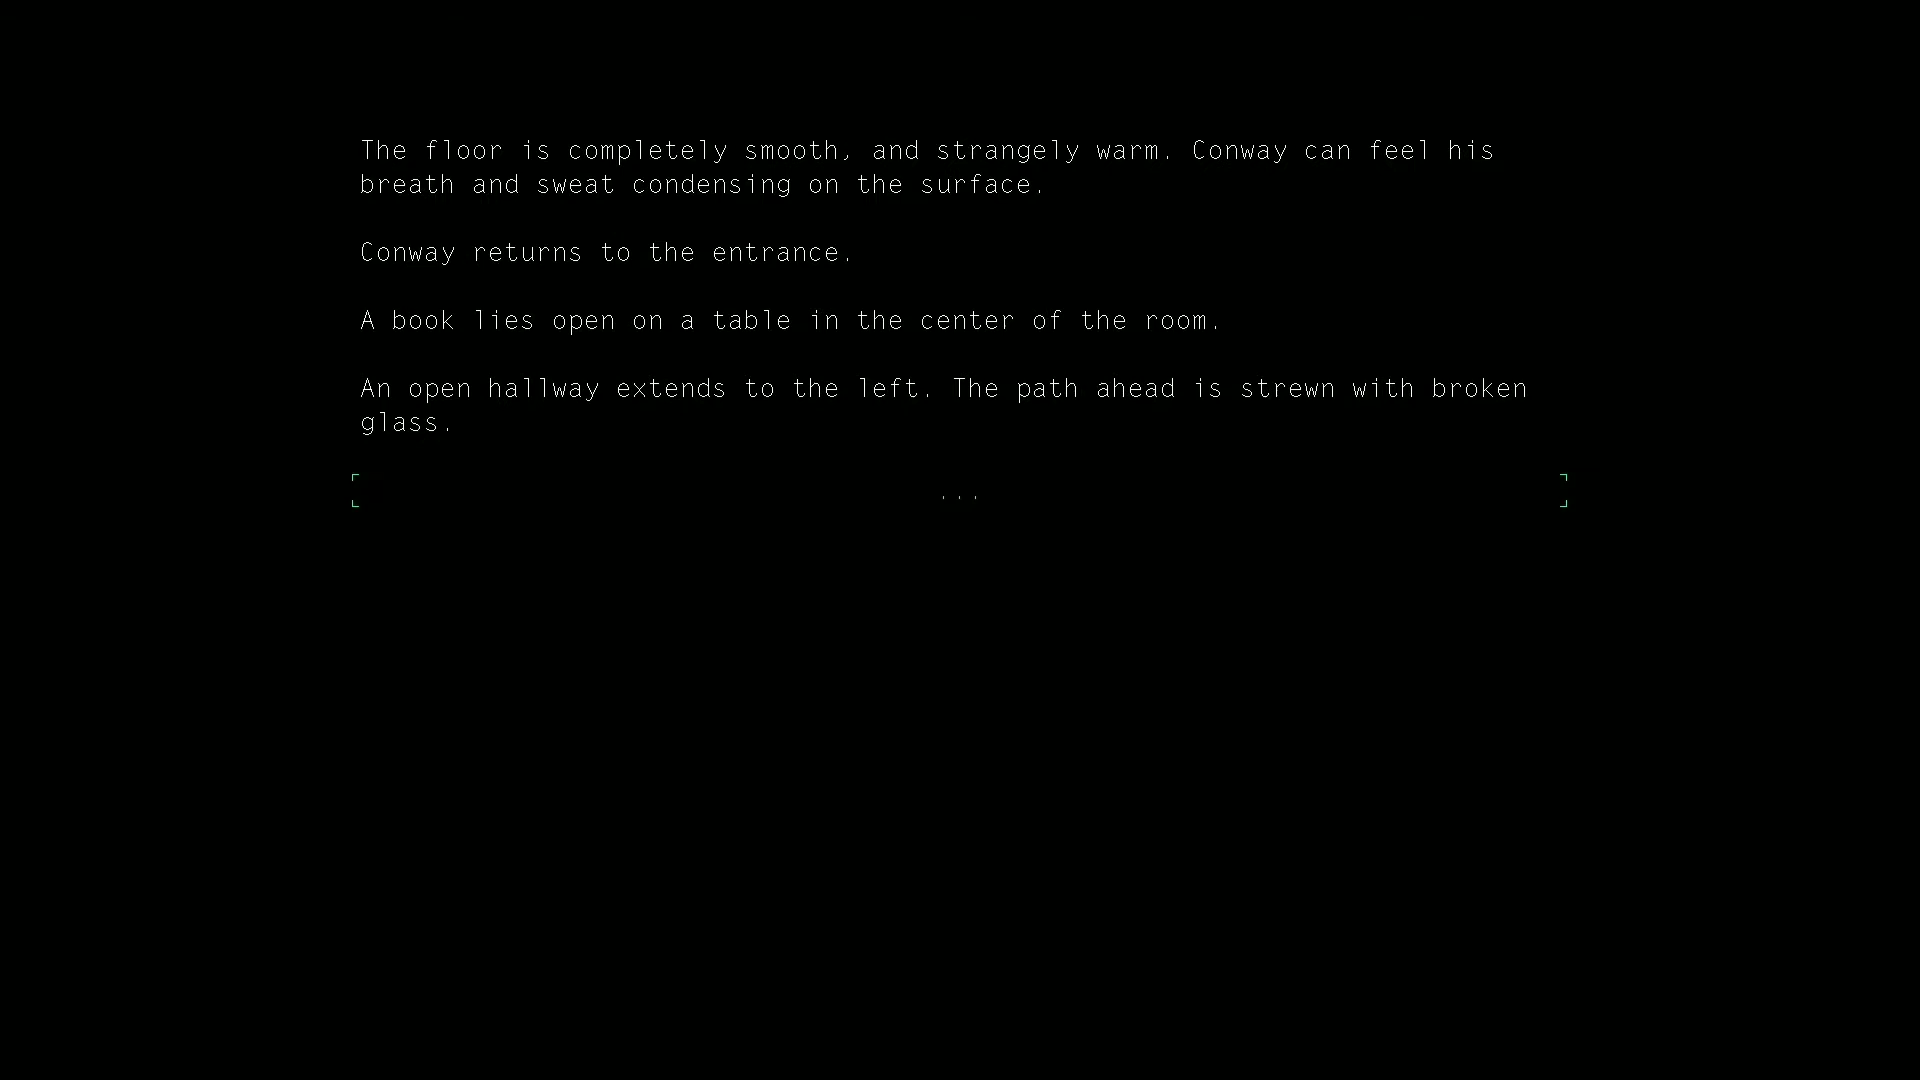 The floor is completely smooth, and strangely warm. Conway can feel his
breath and sweat condensing on the surface.
Conway returns to the entrance.
A book lies open on a table in the center of the room.
An open hallway extends to the left. The path ahead is strewn with broken
glass.
...